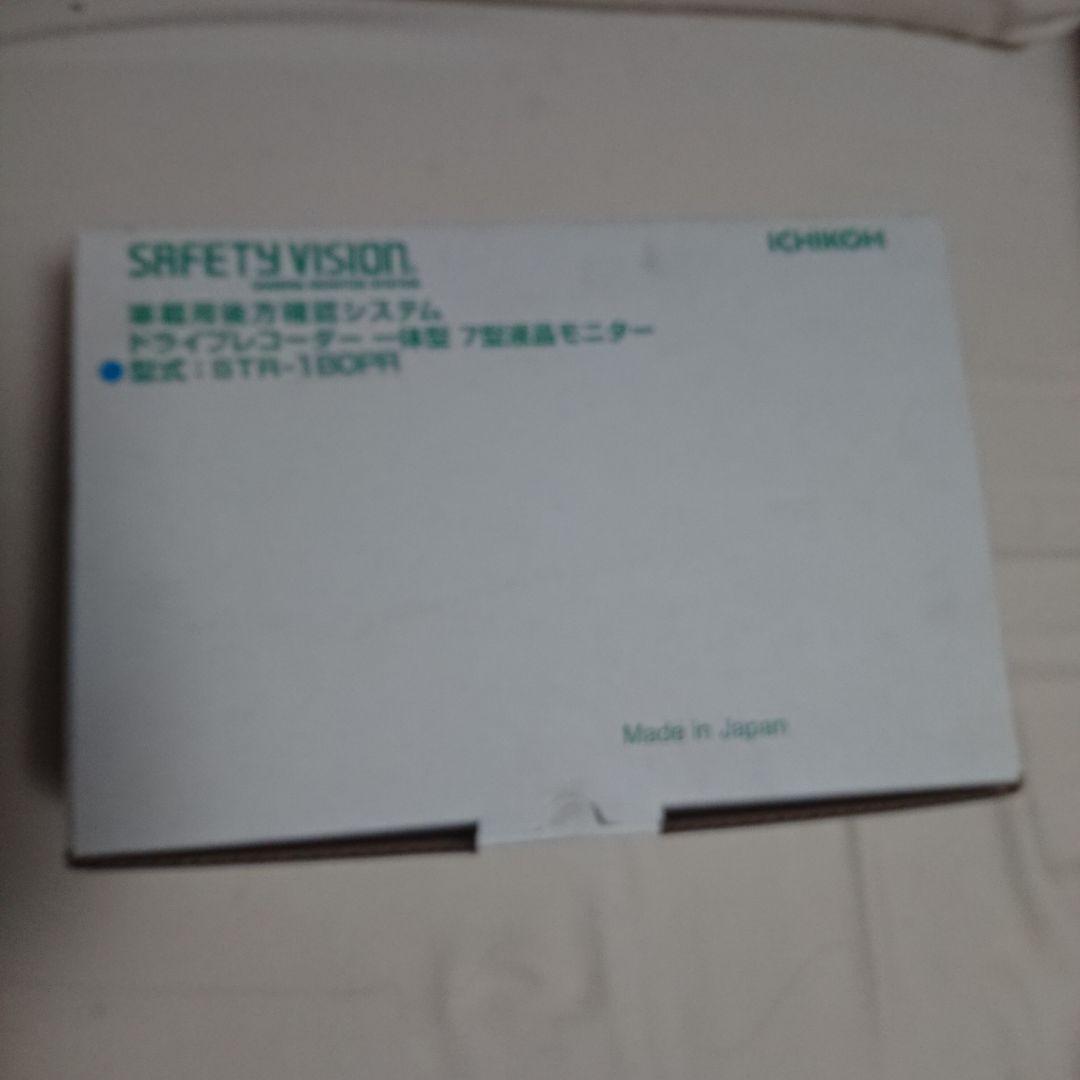 SAFETY VISION
ICHIKOH
車載用後方確認システム
ドライブレコーダー 一体型 7型液晶モニター
型式：STR-180PR
Made in Japan